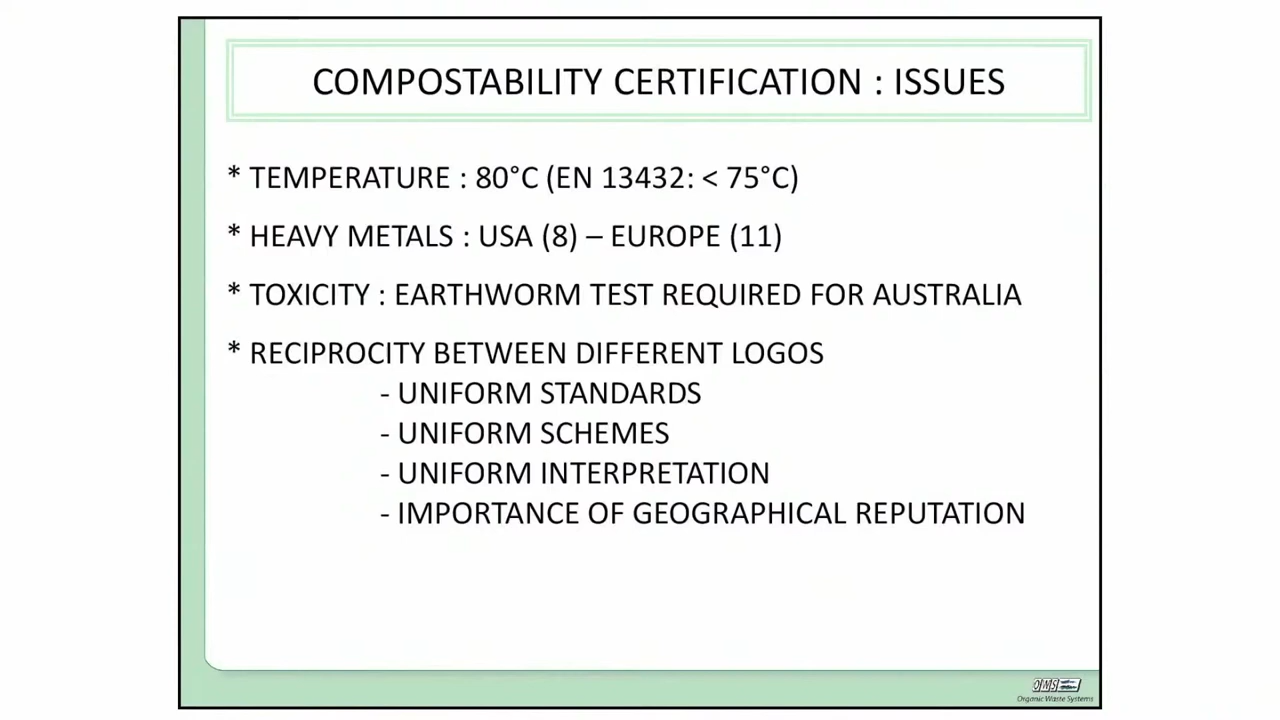 COMPOSTABILITY CERTIFICATION : ISSUES
* TEMPERATURE : 80°C (EN 13432: < 75°C)
* HEAVY METALS : USA (8) – EUROPE (11)
* TOXICITY : EARTHWORM TEST REQUIRED FOR AUSTRALIA
* RECIPROCITY BETWEEN DIFFERENT LOGOS
- UNIFORM STANDARDS
- UNIFORM SCHEMES
- UNIFORM INTERPRETATION
- IMPORTANCE OF GEOGRAPHICAL REPUTATION
OWS
Organic Waste Systems